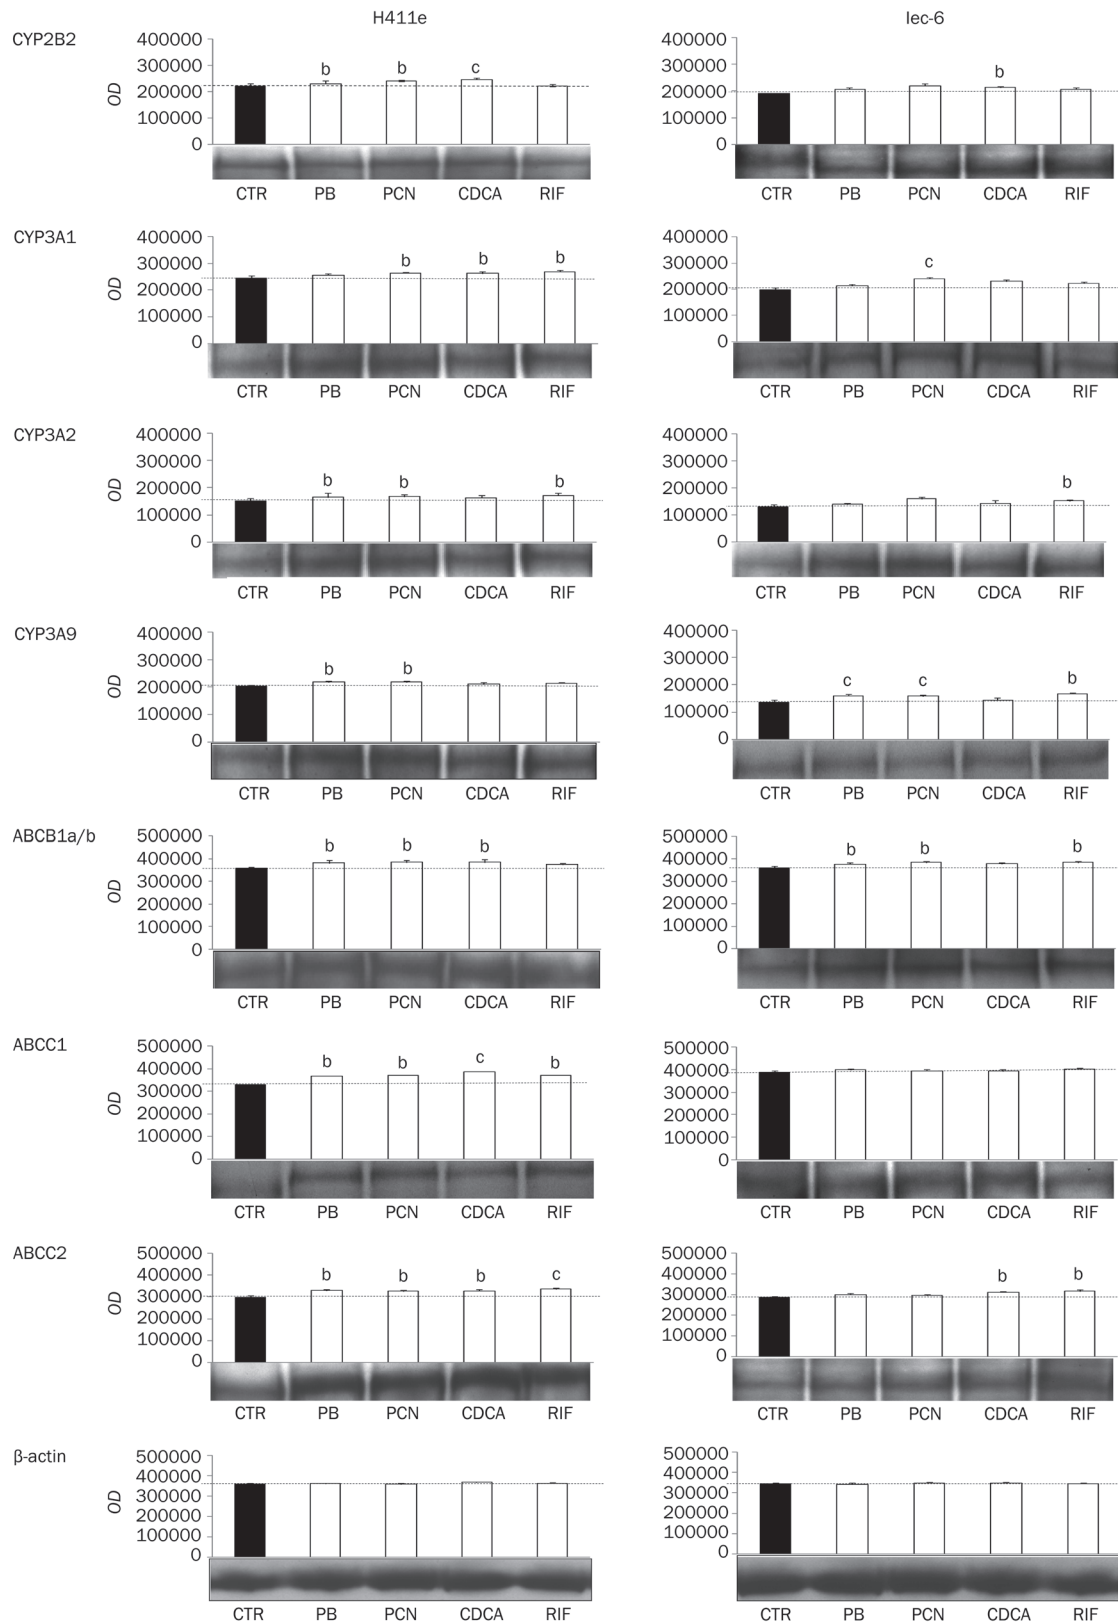 H411e
Iec-6
CYP2B2
OD
400000
300000
200000
100000
0
b b c
CTR PB PCN CDCA RIF
400000
300000
200000
100000
0
b
CTR PB PCN CDCA RIF
CYP3A1
OD
400000
300000
200000
100000
0
b b b
CTR PB PCN CDCA RIF
400000
300000
200000
100000
0
c
CTR PB PCN CDCA RIF
CYP3A2
OD
400000
300000
200000
100000
0
b b b
CTR PB PCN CDCA RIF
400000
300000
200000
100000
0
b
CTR PB PCN CDCA RIF
CYP3A9
OD
400000
300000
200000
100000
0
b b
CTR PB PCN CDCA RIF
400000
300000
200000
100000
0
c c b
CTR PB PCN CDCA RIF
ABCB1a/b
OD
500000
400000
300000
200000
100000
0
b b b
CTR PB PCN CDCA RIF
500000
400000
300000
200000
100000
0
b b b
CTR PB PCN CDCA RIF
ABCC1
OD
500000
400000
300000
200000
100000
0
b b c b
CTR PB PCN CDCA RIF
500000
400000
300000
200000
100000
0
CTR PB PCN CDCA RIF
ABCC2
OD
500000
400000
300000
200000
100000
0
b b b c
CTR PB PCN CDCA RIF
500000
400000
300000
200000
100000
0
b b
CTR PB PCN CDCA RIF
β-actin
OD
500000
400000
300000
200000
100000
0
CTR PB PCN CDCA RIF
500000
400000
300000
200000
100000
0
CTR PB PCN CDCA RIF